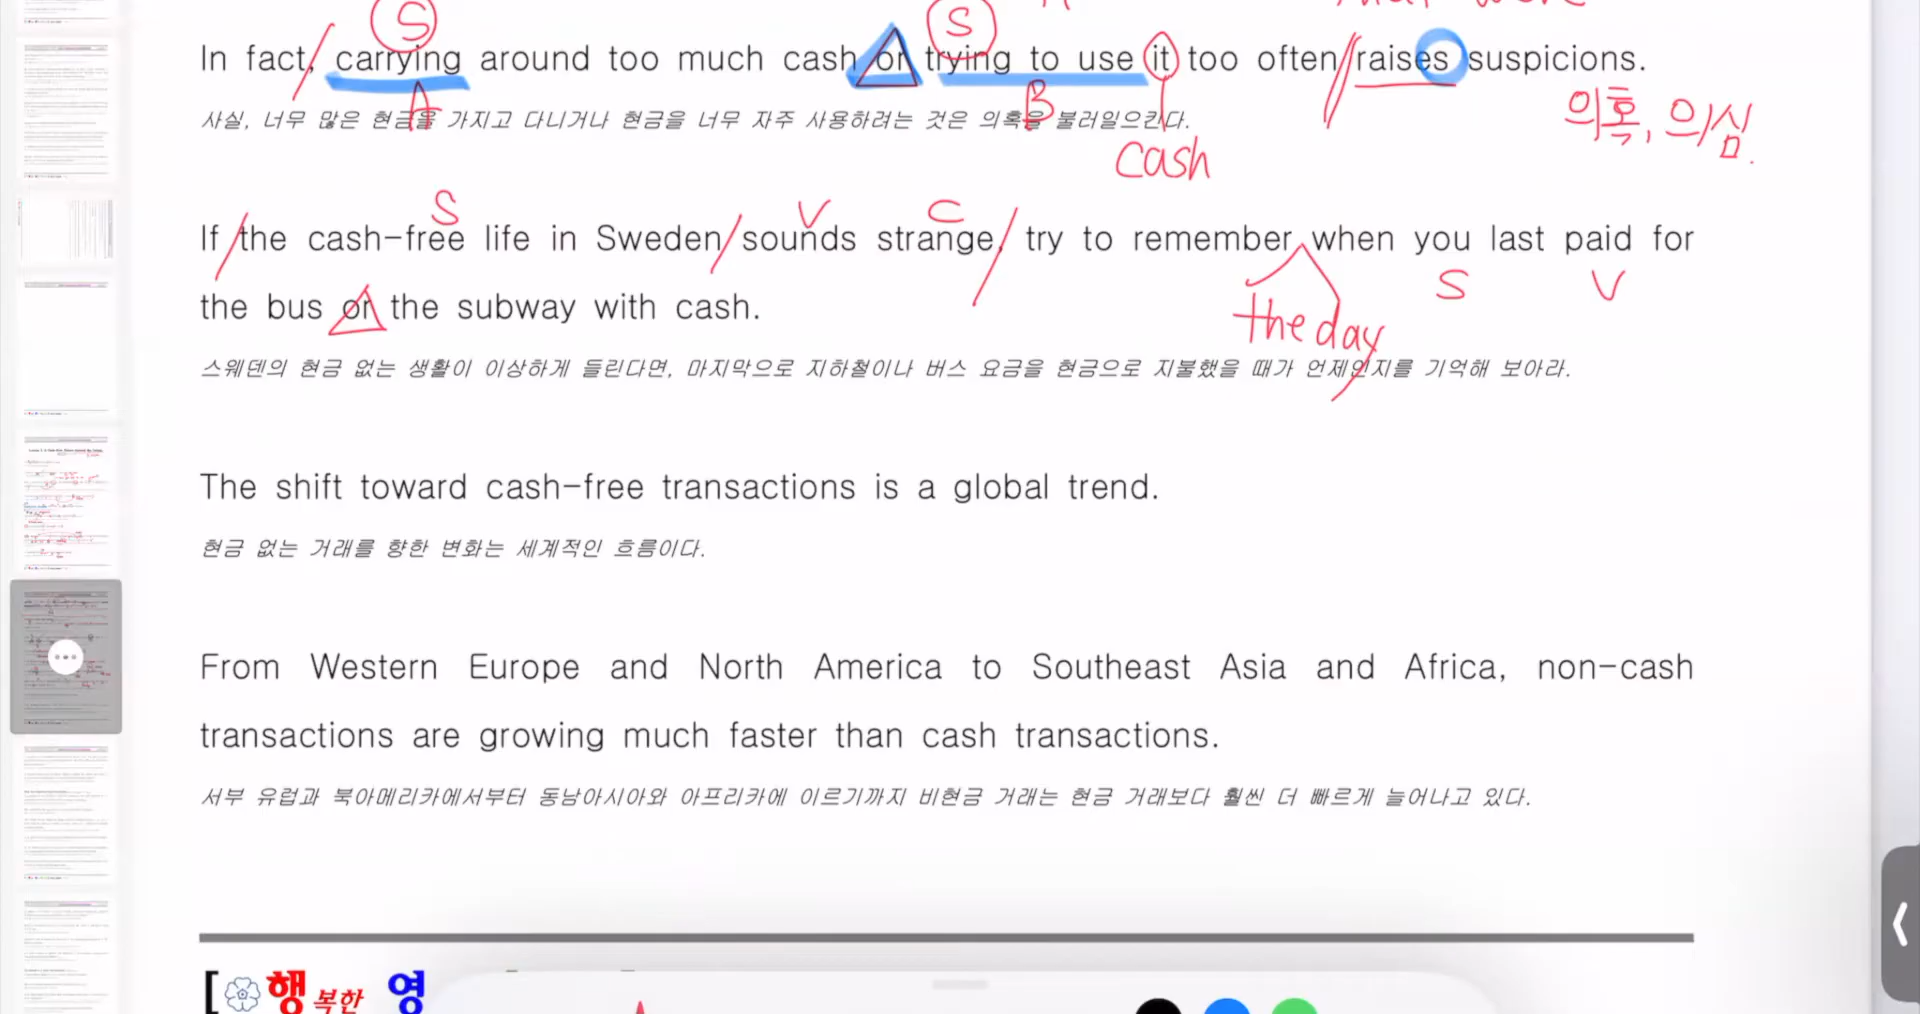 S
S
In fact, carrying around too much cash or trying to use it too often raises suspicions.
A
B
사실, 너무 많은 현금을 가지고 다니거나 현금을 너무 자주 사용하려는 것은 의혹을 불러일으킨다.
의혹, 의심.
cash
S V C
If the cash-free life in Sweden sounds strange, try to remember when you last paid for
S V
the bus or the subway with cash.
the day
스웨덴의 현금 없는 생활이 이상하게 들린다면, 마지막으로 지하철이나 버스 요금을 현금으로 지불했을 때가 언제인지를 기억해 보아라.
The shift toward cash-free transactions is a global trend.
현금 없는 거래를 향한 변화는 세계적인 흐름이다.
From Western Europe and North America to Southeast Asia and Africa, non-cash
transactions are growing much faster than cash transactions.
서부 유럽과 북아메리카에서부터 동남아시아와 아프리카에 이르기까지 비현금 거래는 현금 거래보다 훨씬 더 빠르게 늘어나고 있다.
[행복한 영